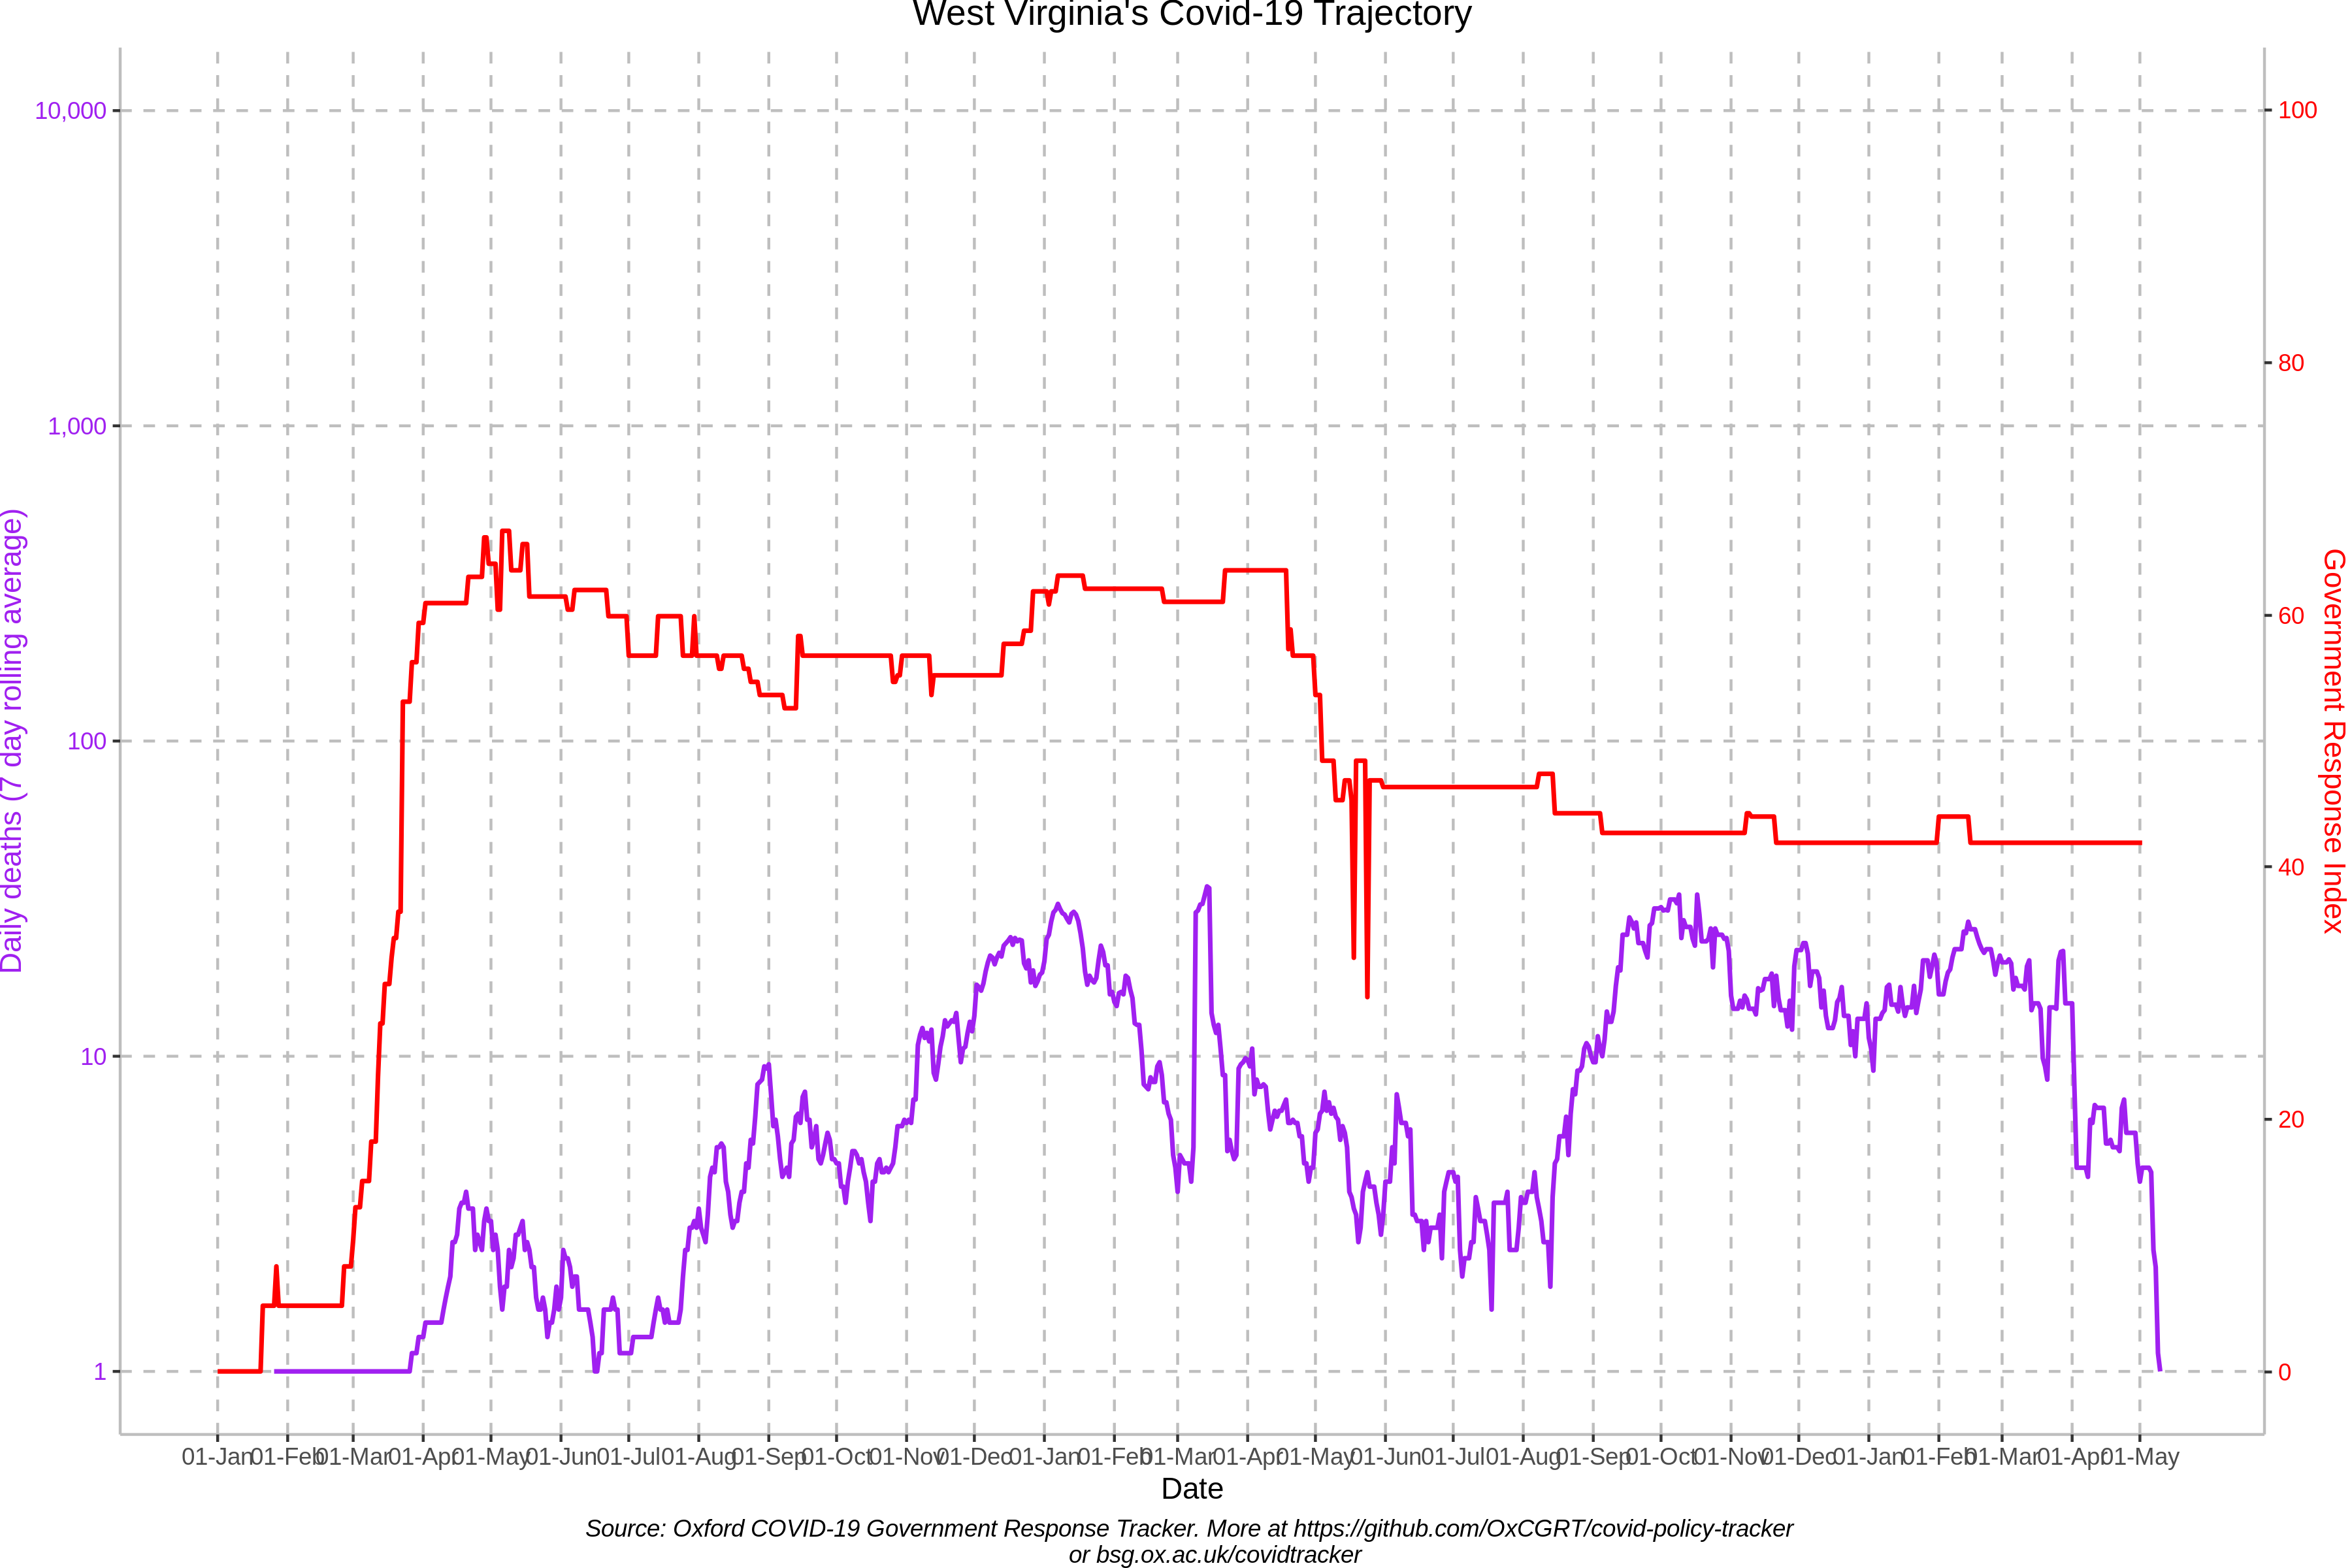 West Virginia's Covid-19 Trajectory
10,000
1,000
100
10
1
Daily deaths (7 day rolling average)
100
80
60
40
20
0
Government Response Index
01-Jan 01-Feb 01-Mar 01-Apr 01-May 01-Jun 01-Jul 01-Aug 01-Sep 01-Oct 01-Nov 01-Dec 01-Jan 01-Feb 01-Mar 01-Apr 01-May 01-Jun 01-Jul 01-Aug 01-Sep 01-Oct 01-Nov 01-Dec 01-Jan 01-Feb 01-Mar 01-Apr 01-May
Date
Source: Oxford COVID-19 Government Response Tracker. More at https://github.com/OxCGRT/covid-policy-tracker
or bsg.ox.ac.uk/covidtracker